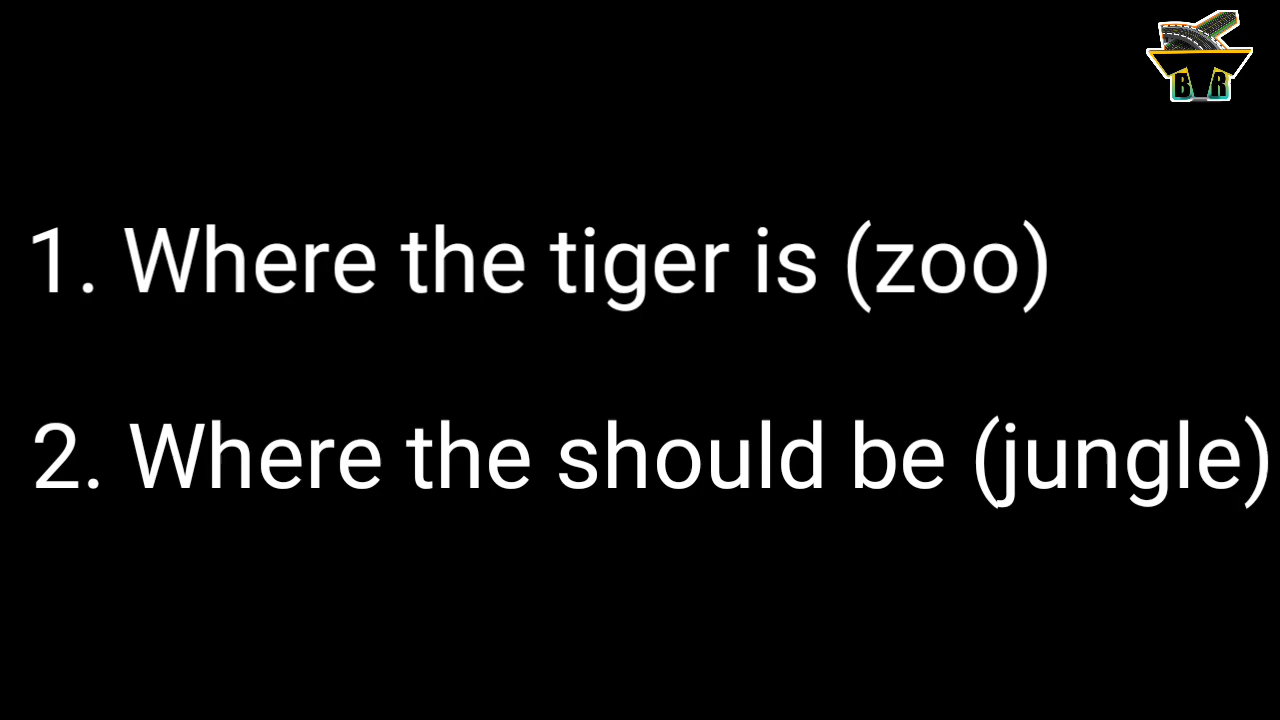 B R
1. Where the tiger is (zoo)
2. Where the should be (jungle)